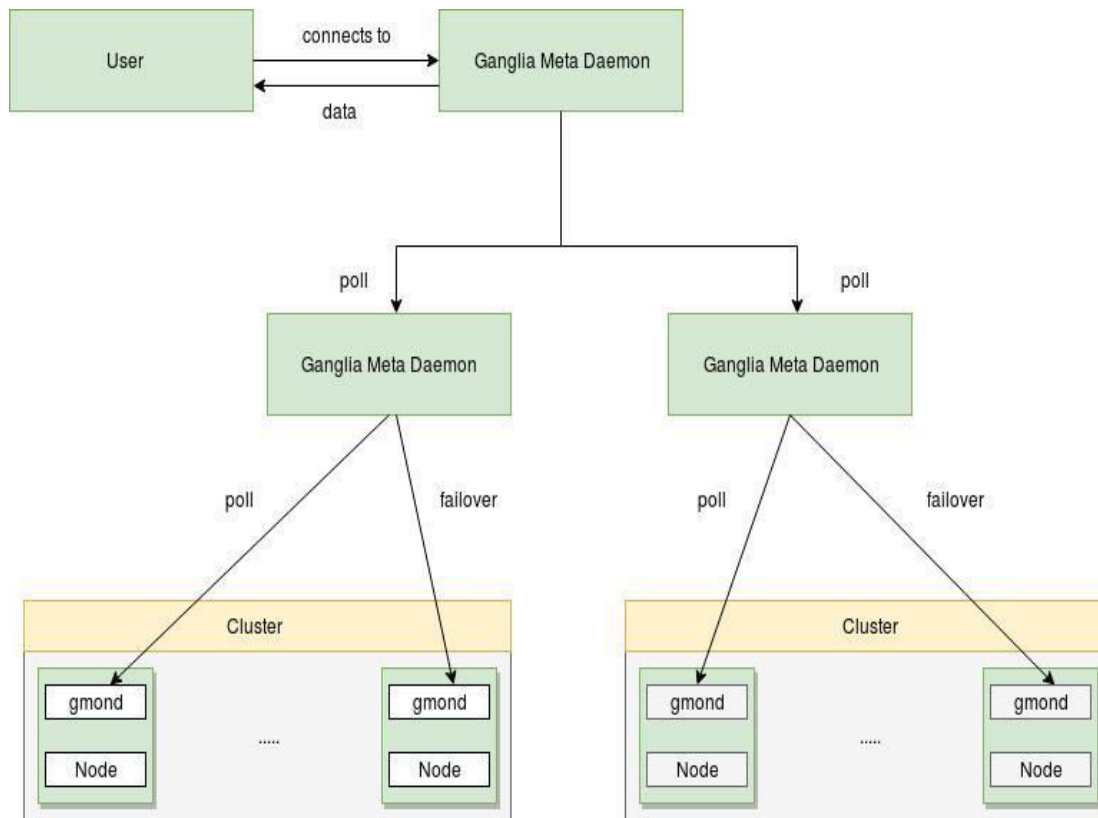 User
connects to
Ganglia Meta Daemon
data
poll
poll
Ganglia Meta Daemon
Ganglia Meta Daemon
poll
failover
poll
failover
Cluster
Cluster
gmond
gmond
gmond
gmond
.....
.....
Node
Node
Node
Node